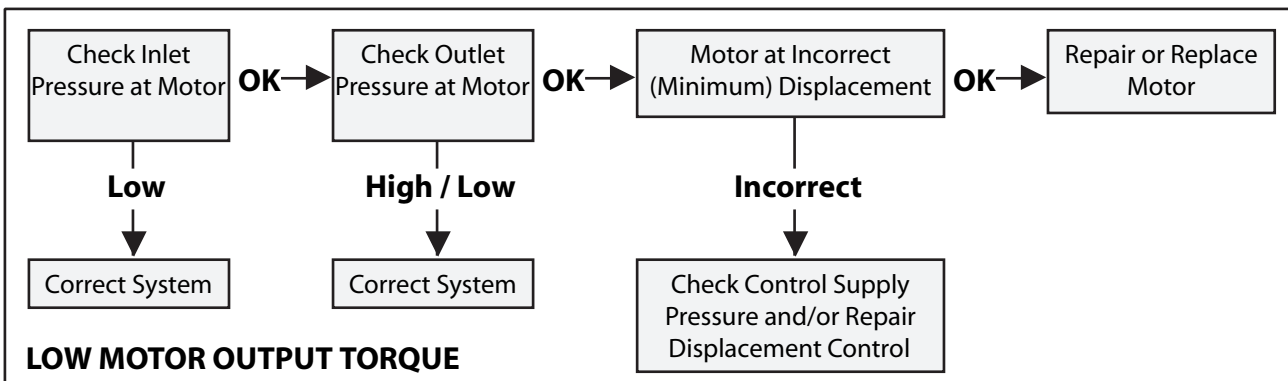 Check Inlet
Pressure at Motor
OK
Check Outlet
Pressure at Motor
OK
Motor at Incorrect
(Minimum) Displacement
OK
Repair or Replace
Motor
Low
High / Low
Incorrect
Correct System
Correct System
Check Control Supply
Pressure and/or Repair
Displacement Control
LOW MOTOR OUTPUT TORQUE